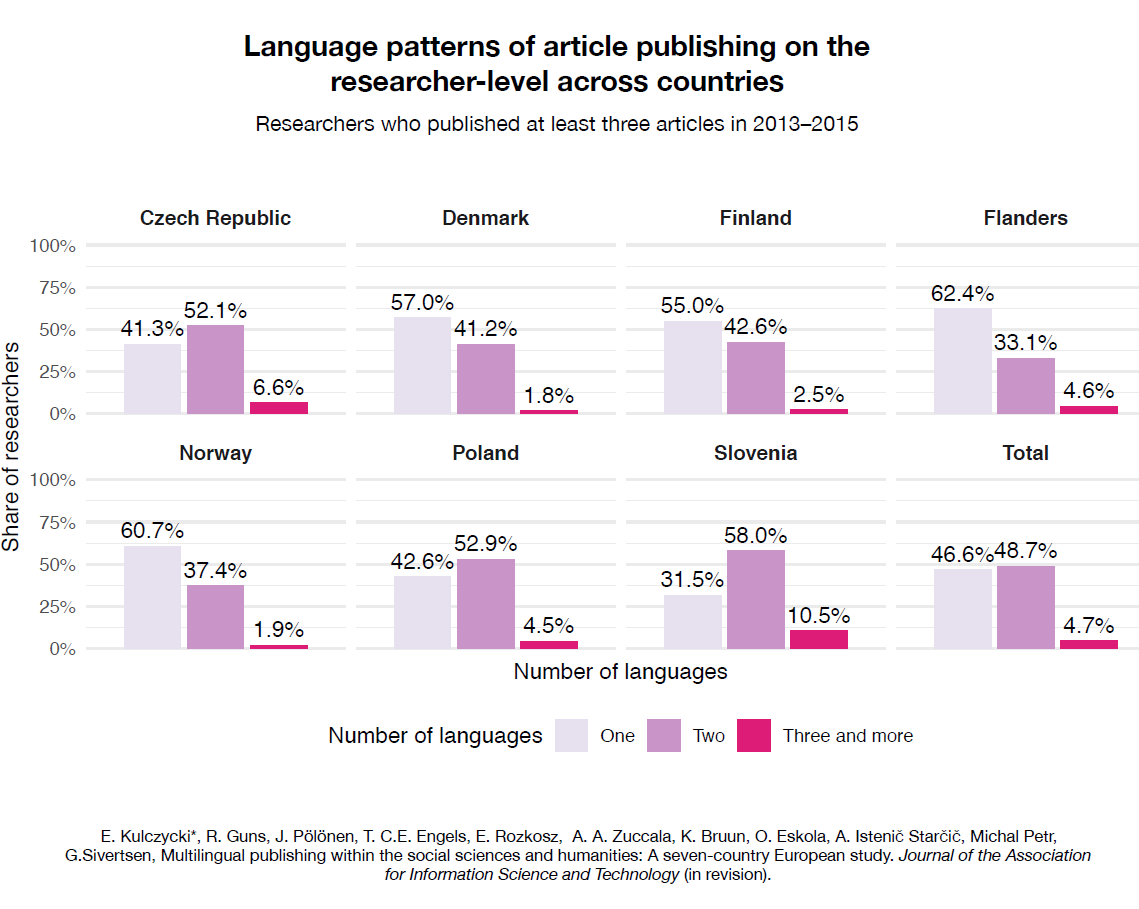 Language patterns of article publishing on the
researcher-level across countries
Researchers who published at least three articles in 2013–2015
Share of researchers
Czech Republic
Denmark
Finland
Flanders
100%
75%
50%
25%
0%
41.3%
52.1%
6.6%
57.0%
41.2%
1.8%
55.0%
42.6%
2.5%
62.4%
33.1%
4.6%
Norway
Poland
Slovenia
Total
100%
75%
50%
25%
0%
60.7%
37.4%
1.9%
42.6%
52.9%
4.5%
31.5%
58.0%
10.5%
46.6%
48.7%
4.7%
Number of languages
Number of languages One Two Three and more
E. Kulczycki*, R. Guns, J. Pölönen, T. C.E. Engels, E. Rozkosz, A. A. Zuccala, K. Bruun, O. Eskola, A. Istenič Starčič, Michal Petr,
G.Sivertsen, Multilingual publishing within the social sciences and humanities: A seven-country European study. Journal of the Association
for Information Science and Technology (in revision).